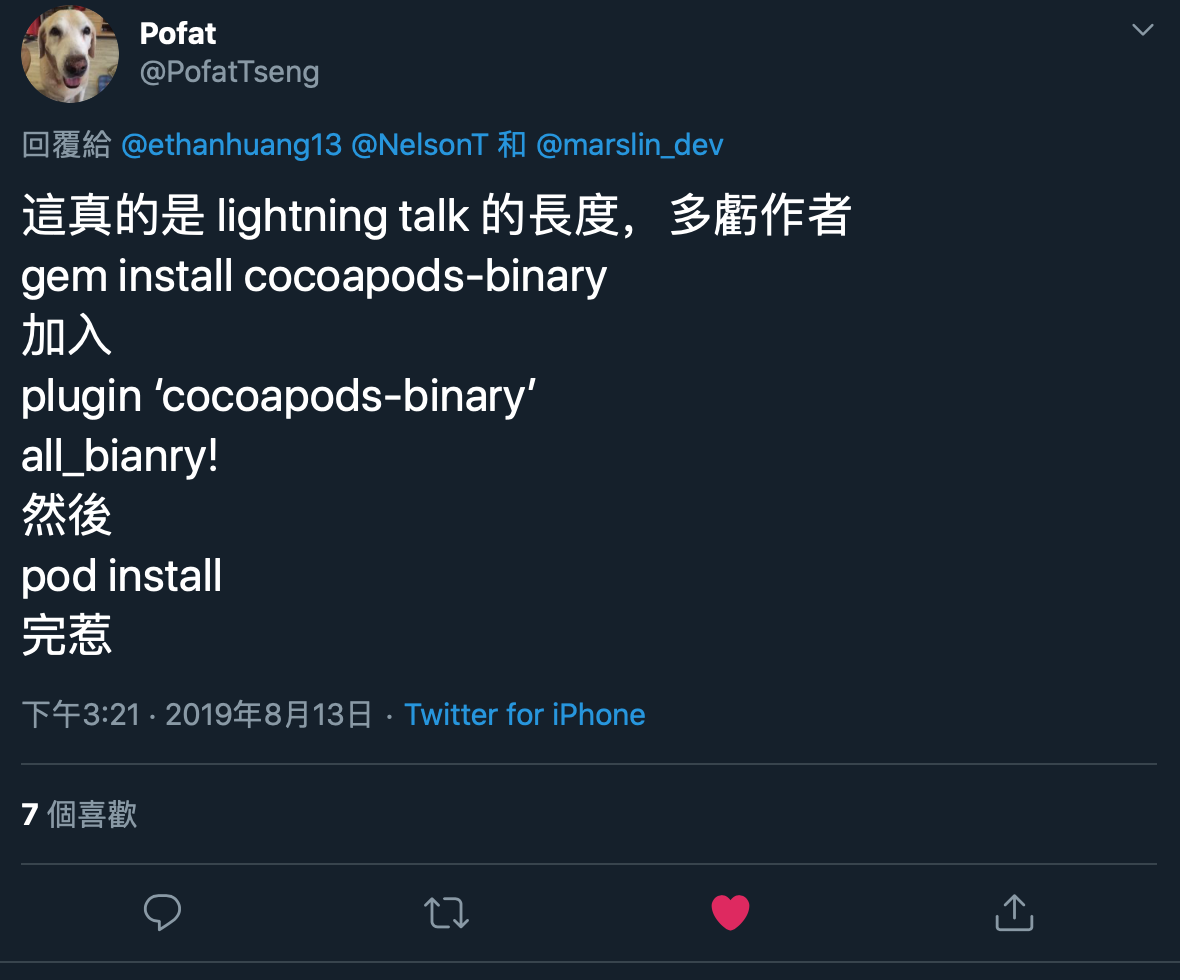 Pofat
@PofatTseng
回覆給 @ethanhuang13 @NelsonT 和 @marslin_dev
這真的是 lightning talk 的長度，多虧作者
gem install cocoapods-binary
加入
plugin ‘cocoapods-binary’
all_bianry!
然後
pod install
完惹
下午3:21 · 2019年8月13日 · Twitter for iPhone
7 個喜歡